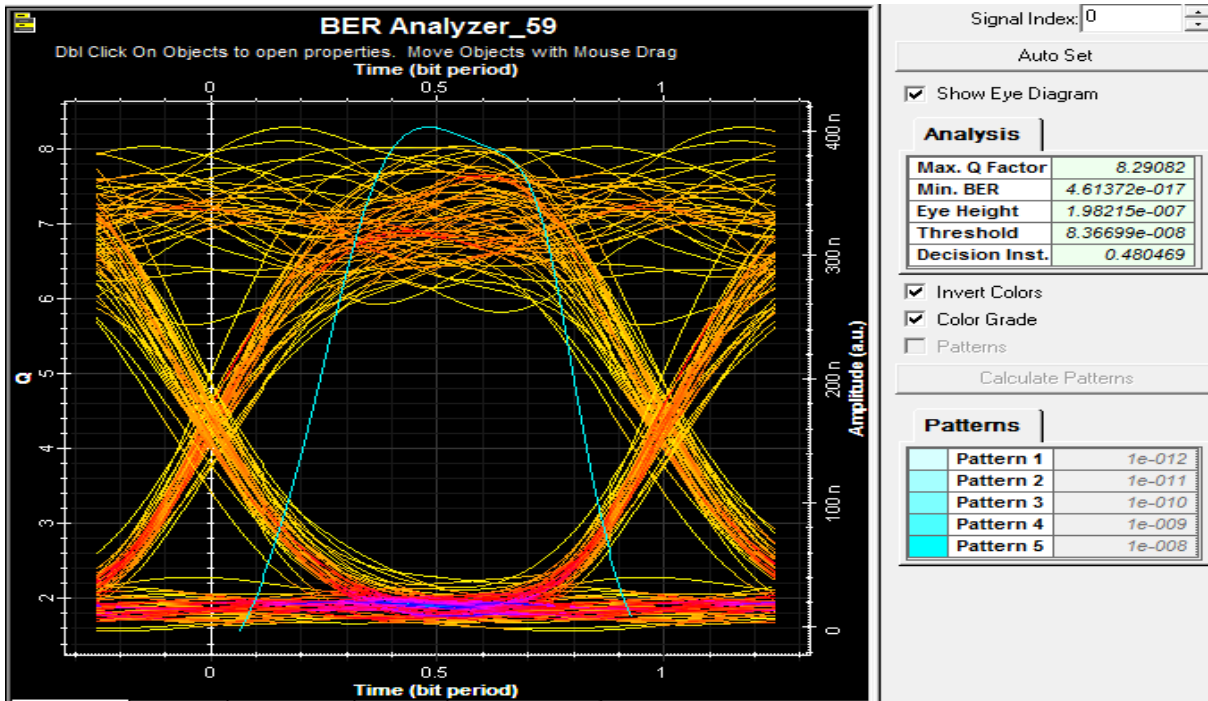 BER Analyzer_59
Dbl Click On Objects to open properties. Move Objects with Mouse Drag
Time (bit period)
0 0.5 1
8
7
6
5
4
3
2
Q
400 n
300 n
200 n
100 n
0
Amplitude (a.u.)
0 0.5 1
Time (bit period)
Signal Index: 0
Auto Set
Show Eye Diagram
Analysis
Max. Q Factor 8.29082
Min. BER 4.61372e-017
Eye Height 1.98215e-007
Threshold 8.36699e-008
Decision Inst. 0.480469
Invert Colors
Color Grade
Patterns
Calculate Patterns
Patterns
Pattern 1 1e-012
Pattern 2 1e-011
Pattern 3 1e-010
Pattern 4 1e-009
Pattern 5 1e-008